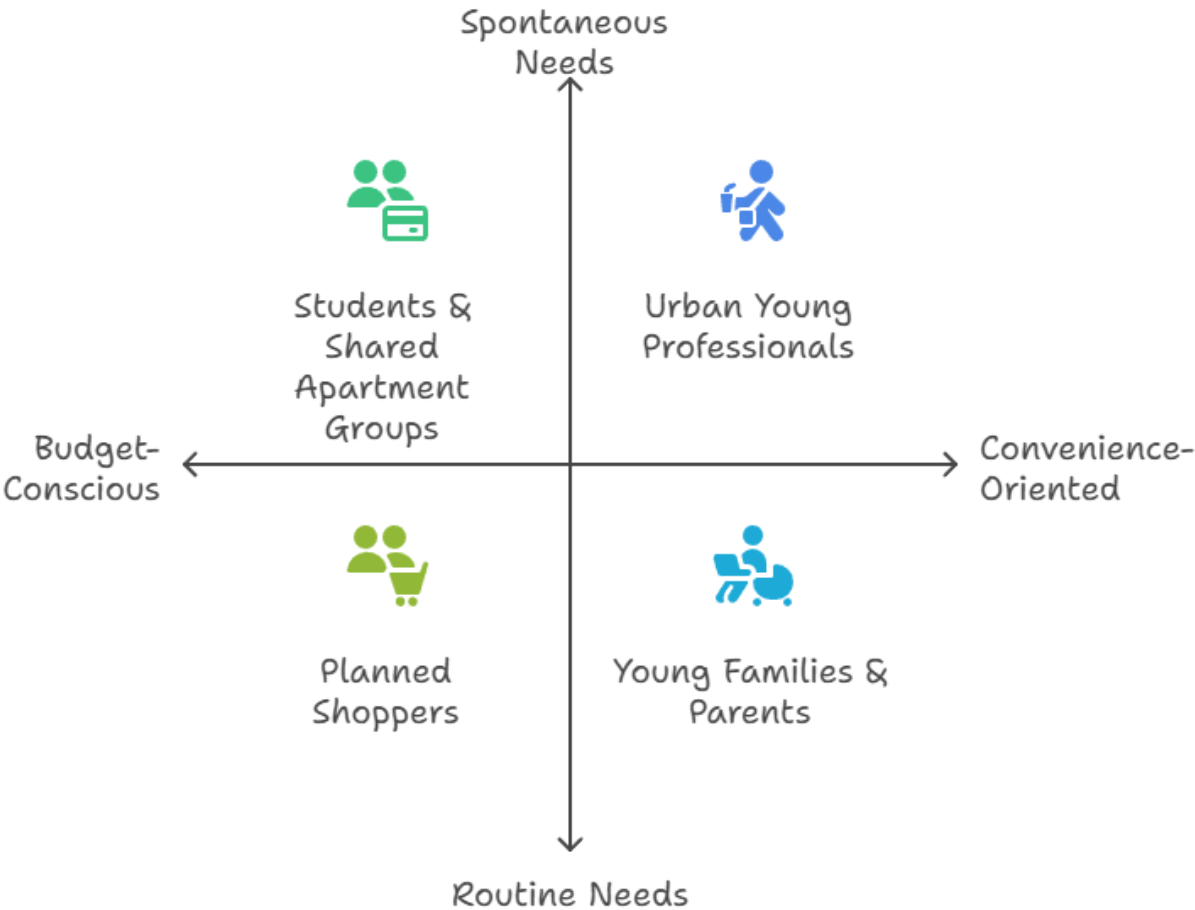 Spontaneous
Needs
Students &
Shared
Apartment
Groups
Urban Young
Professionals
Budget-
Conscious
Convenience-
Oriented
Planned
Shoppers
Young Families &
Parents
Routine Needs